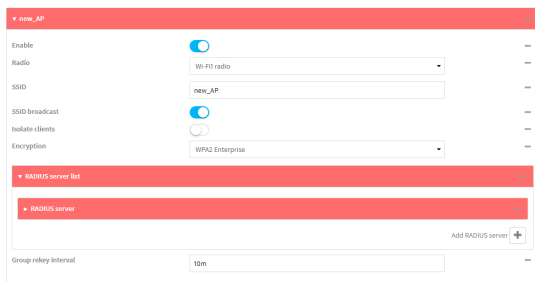 new_AP
Enable
Radio Wi-Fi1 radio
SSID new_AP
SSID broadcast
Isolate clients
Encryption WPA2 Enterprise
RADIUS server list
RADIUS server
Add RADIUS server
Group rekey interval 10m